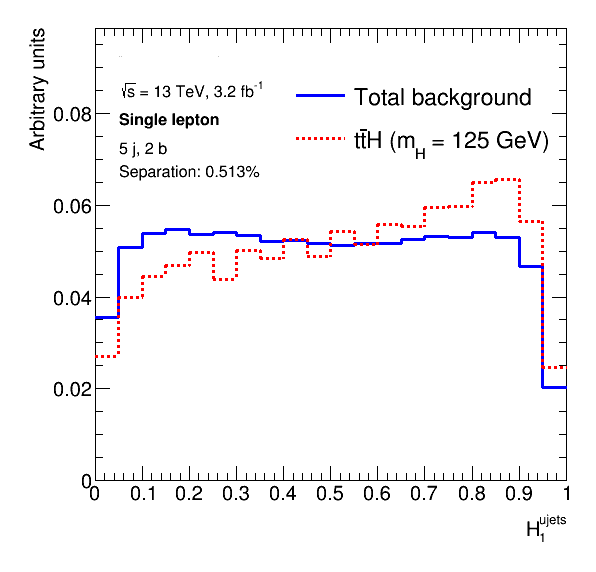 Arbitrary units
√s = 13 TeV, 3.2 fb⁻¹
Single lepton
5 j, 2 b
Separation: 0.513%
Total background
tt̄H (m_H = 125 GeV)
0.08
0.06
0.04
0.02
0
0 0.1 0.2 0.3 0.4 0.5 0.6 0.7 0.8 0.9 1
H₁^ujets